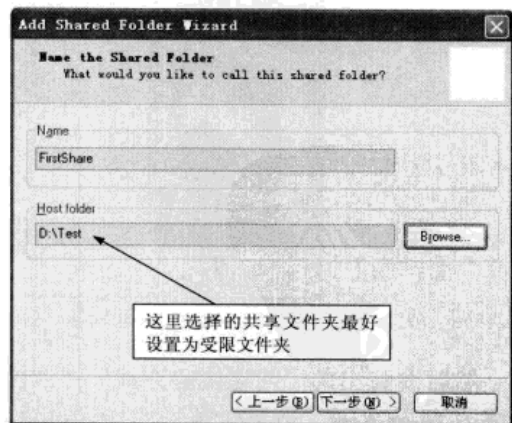 Add Shared Folder Wizard
Name the Shared Folder
What would you like to call this shared folder?
Name
FirstShare
Host folder
D:\Test
Browse...
这里选择的共享文件夹最好
设置为受限文件夹
< 上一步(B)
下一步(N) >
取消